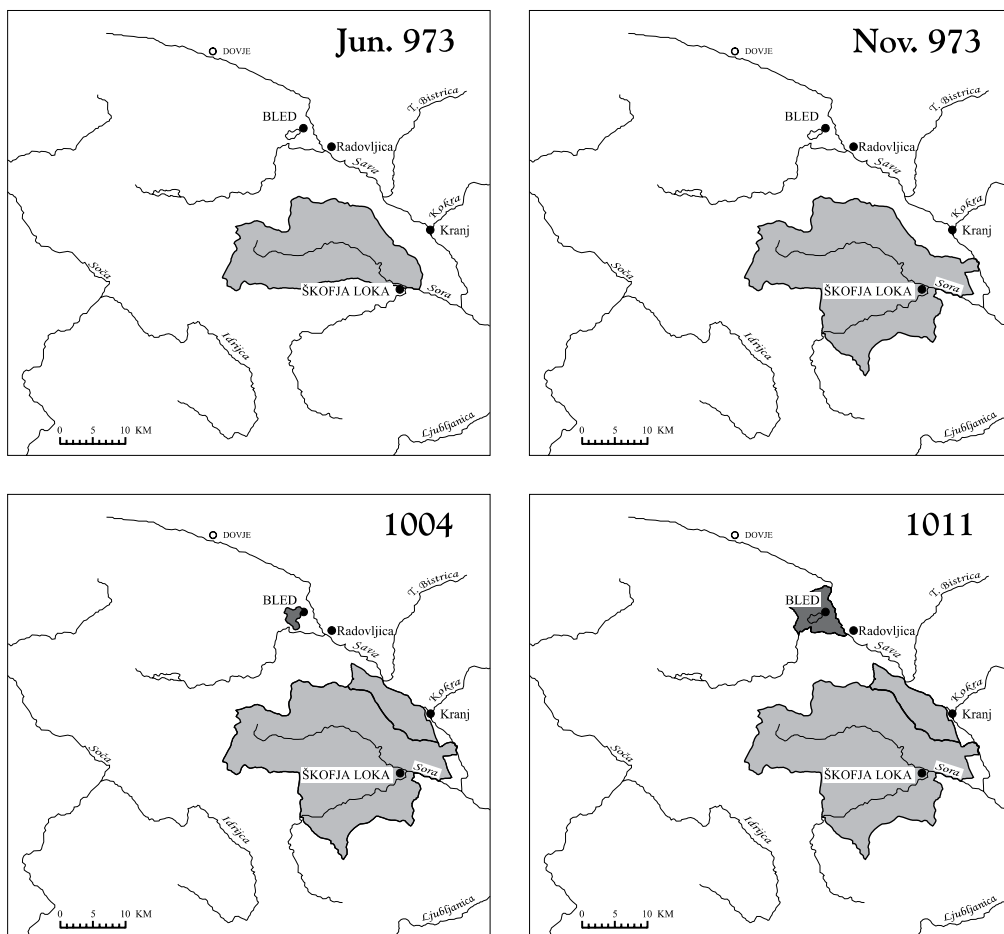 Jun. 973
DOVJE
T. Bistrica
BLED
Radovljica
Sava
Kokra
Kranj
Soča
ŠKOFJA LOKA
Sora
Idrijca
Ljubljanica
0 5 10 KM
Nov. 973
DOVJE
T. Bistrica
BLED
Radovljica
Sava
Kokra
Kranj
Soča
ŠKOFJA LOKA
Sora
Idrijca
Ljubljanica
0 5 10 KM
1004
DOVJE
T. Bistrica
BLED
Radovljica
Sava
Kokra
Kranj
Soča
ŠKOFJA LOKA
Sora
Idrijca
Ljubljanica
0 5 10 KM
1011
DOVJE
T. Bistrica
BLED
Radovljica
Sava
Kokra
Kranj
Soča
ŠKOFJA LOKA
Sora
Idrijca
Ljubljanica
0 5 10 KM